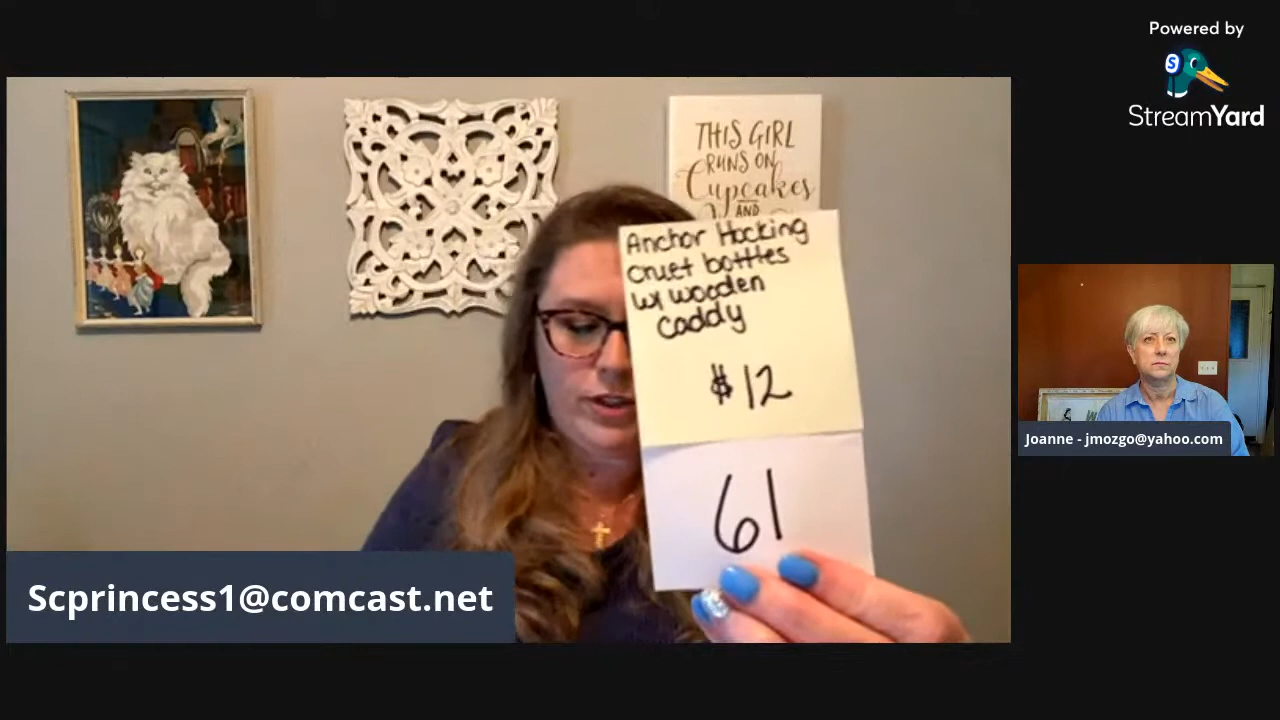 Powered by
StreamYard
THIS GIRL
RUNS ON
Cupcakes
AND
Anchor Hocking
cruet bottles
w/ wooden
caddy
$12
61
Joanne - jmozgo@yahoo.com
Scprincess1@comcast.net